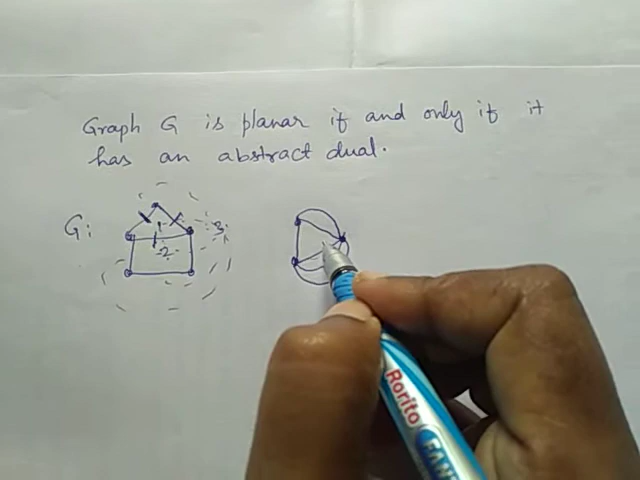 Graph G is planar if and only if it
has an abstract dual.
G:
1
2
3
Rorito